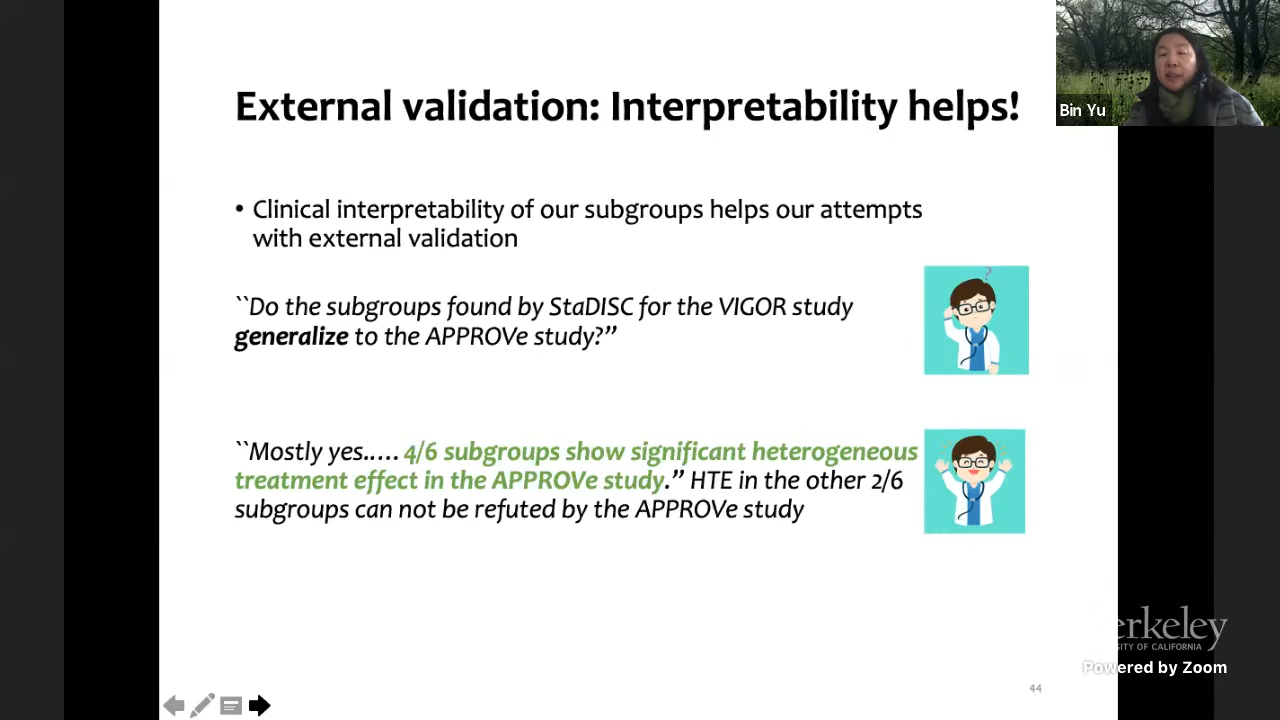 External validation: Interpretability helps!
Bin Yu
• Clinical interpretability of our subgroups helps our attempts
with external validation
``Do the subgroups found by StaDISC for the VIGOR study
generalize to the APPROVe study?”
``Mostly yes..... 4/6 subgroups show significant heterogeneous
treatment effect in the APPROVe study.” HTE in the other 2/6
subgroups can not be refuted by the APPROVe study
?
erkeley
SITY OF CALIFORNIA
Powered by Zoom
44